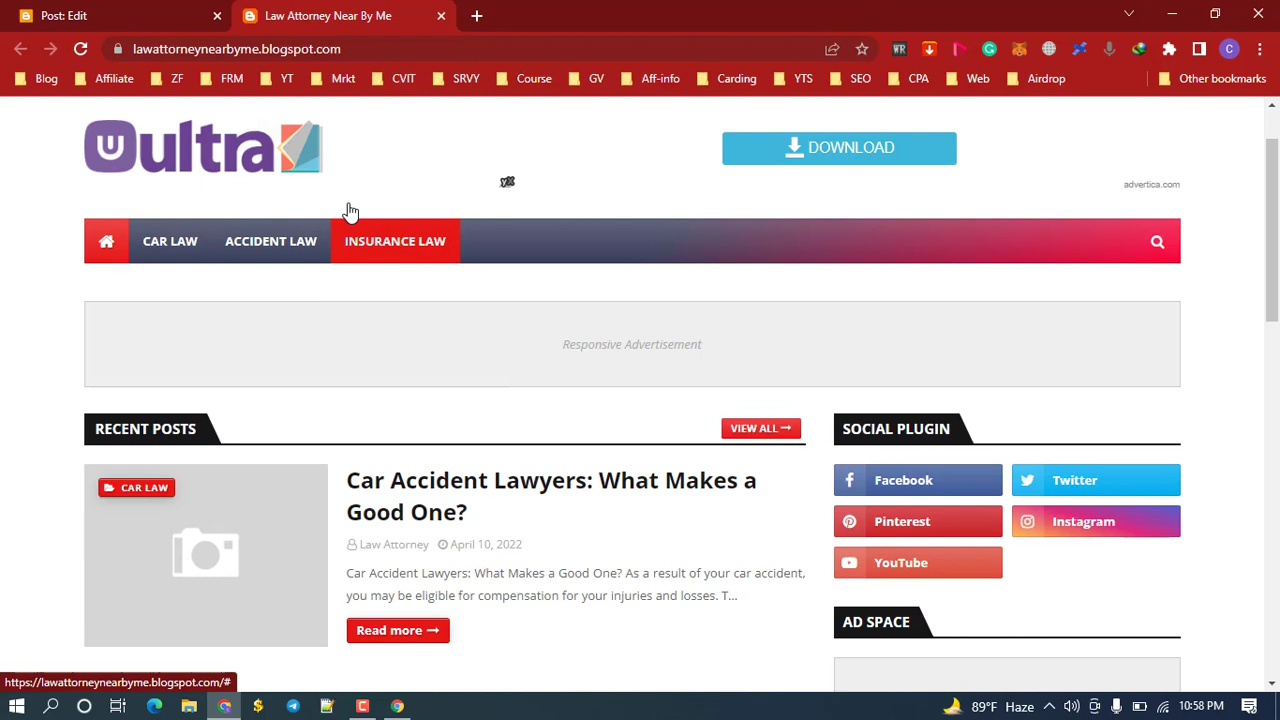 Post: Edit
Law Attorney Near By Me
lawattorneynearbyme.blogspot.com
WR
C
Blog
Affiliate
ZF
FRM
YT
Mrkt
CVIT
SRVY
Course
GV
Aff-info
Carding
YTS
SEO
CPA
Web
Airdrop
Other bookmarks
ultra
DOWNLOAD
advertica.com
CAR LAW
ACCIDENT LAW
INSURANCE LAW
Responsive Advertisement
RECENT POSTS
VIEW ALL
SOCIAL PLUGIN
CAR LAW
Car Accident Lawyers: What Makes a
Good One?
Law Attorney
April 10, 2022
Car Accident Lawyers: What Makes a Good One? As a result of your car accident,
you may be eligible for compensation for your injuries and losses. T...
Read more
Facebook
Twitter
Pinterest
Instagram
YouTube
AD SPACE
https://lawattorneynearbyme.blogspot.com/#
89°F Haze
10:58 PM